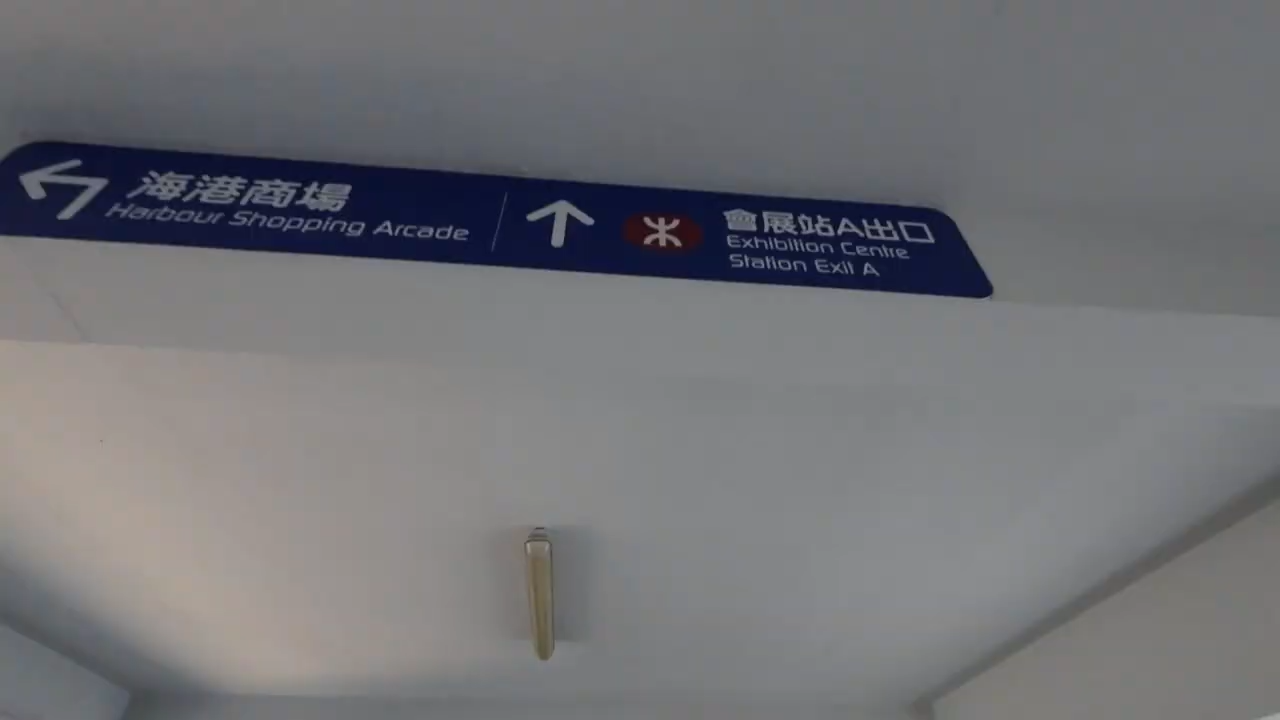 海港商場
Harbour Shopping Arcade
會展站A出口
Exhibition Centre
Station Exit A